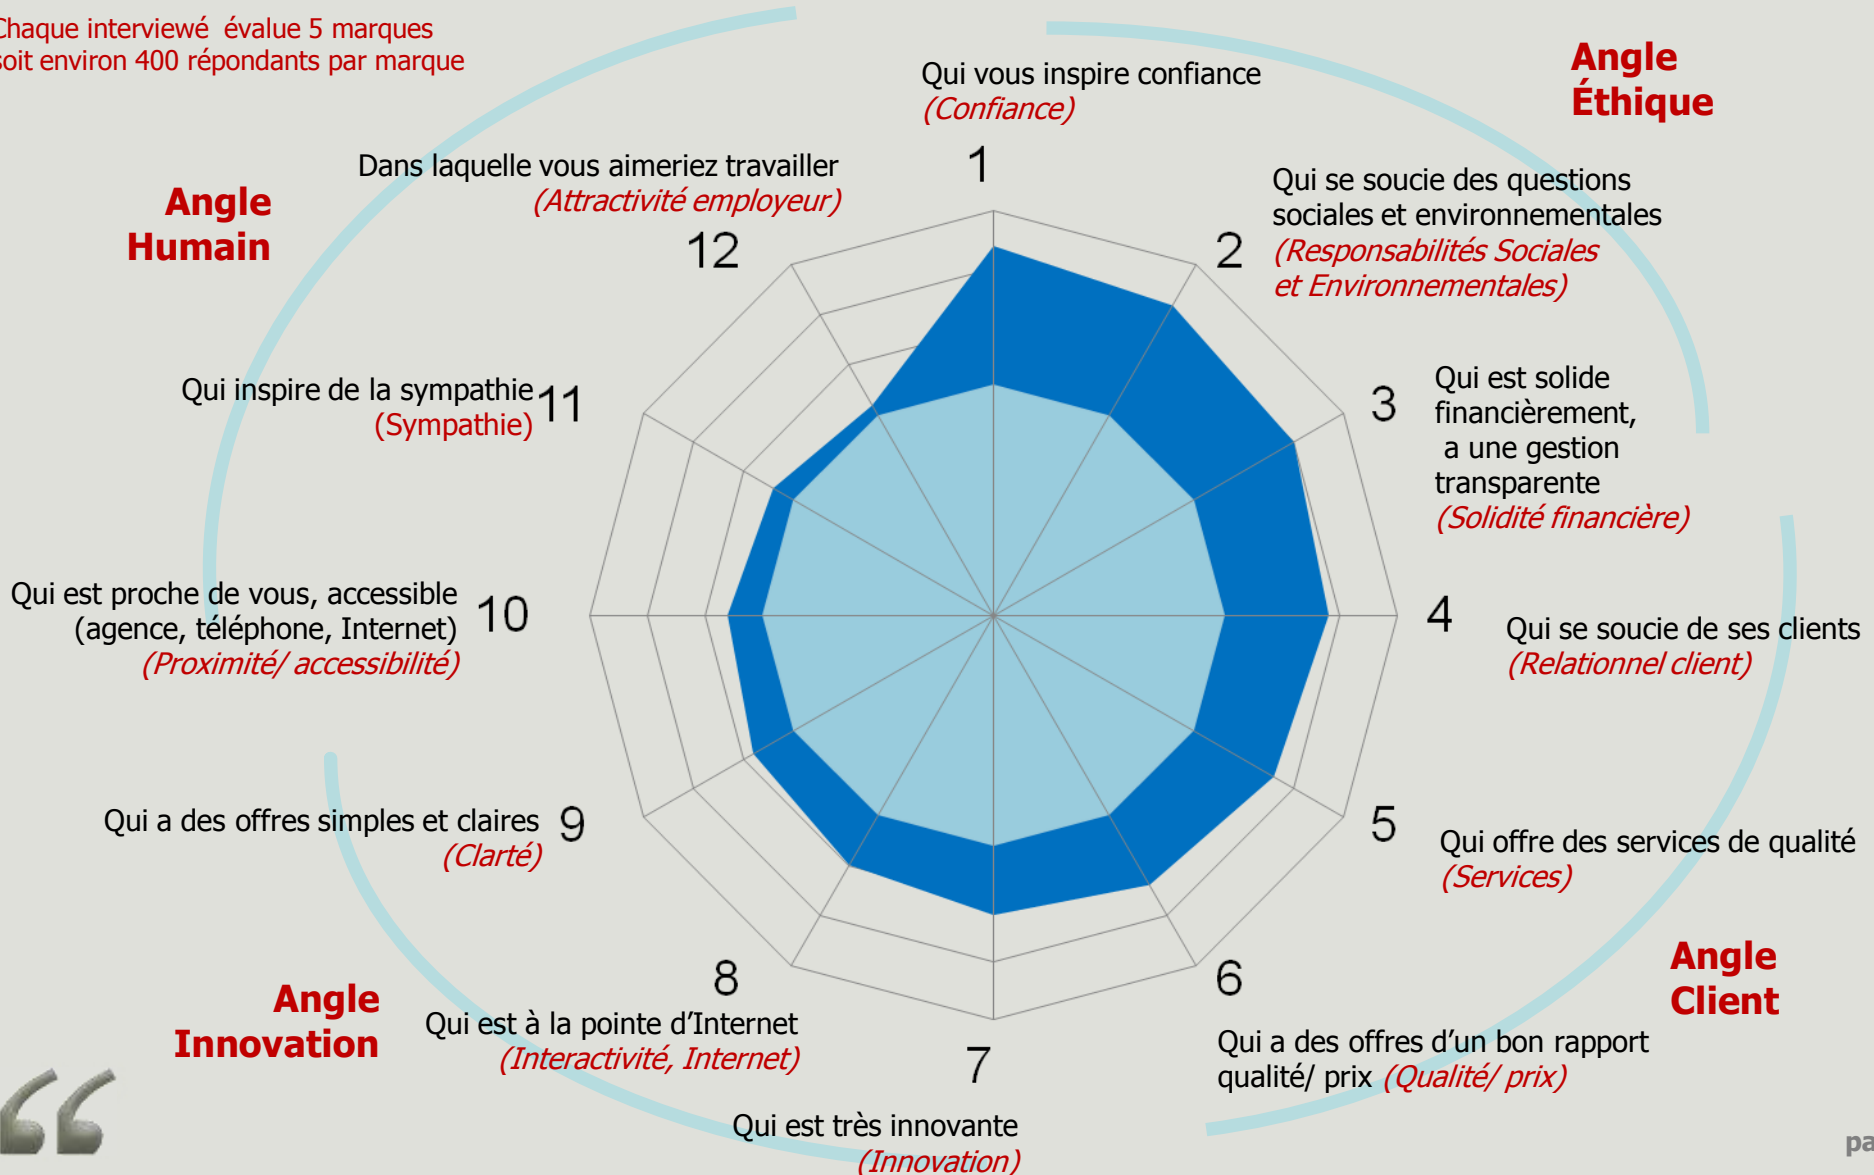 Chaque interviewé évalue 5 marques
soit environ 400 répondants par marque
Angle
Éthique
Qui vous inspire confiance
(Confiance)
1
Qui se soucie des questions
sociales et environnementales
(Responsabilités Sociales
et Environnementales)
2
Qui est solide
financièrement,
a une gestion
transparente
(Solidité financière)
3
Qui se soucie de ses clients
(Relationnel client)
4
Qui offre des services de qualité
(Services)
5
Angle
Client
Qui a des offres d’un bon rapport
qualité/ prix (Qualité/ prix)
6
Qui est très innovante
(Innovation)
7
Qui est à la pointe d’Internet
(Interactivité, Internet)
8
Angle
Innovation
Qui a des offres simples et claires
(Clarté)
9
Qui est proche de vous, accessible
(agence, téléphone, Internet)
(Proximité/ accessibilité)
10
Qui inspire de la sympathie
(Sympathie)
11
Angle
Humain
Dans laquelle vous aimeriez travailler
(Attractivité employeur)
12
“
pa